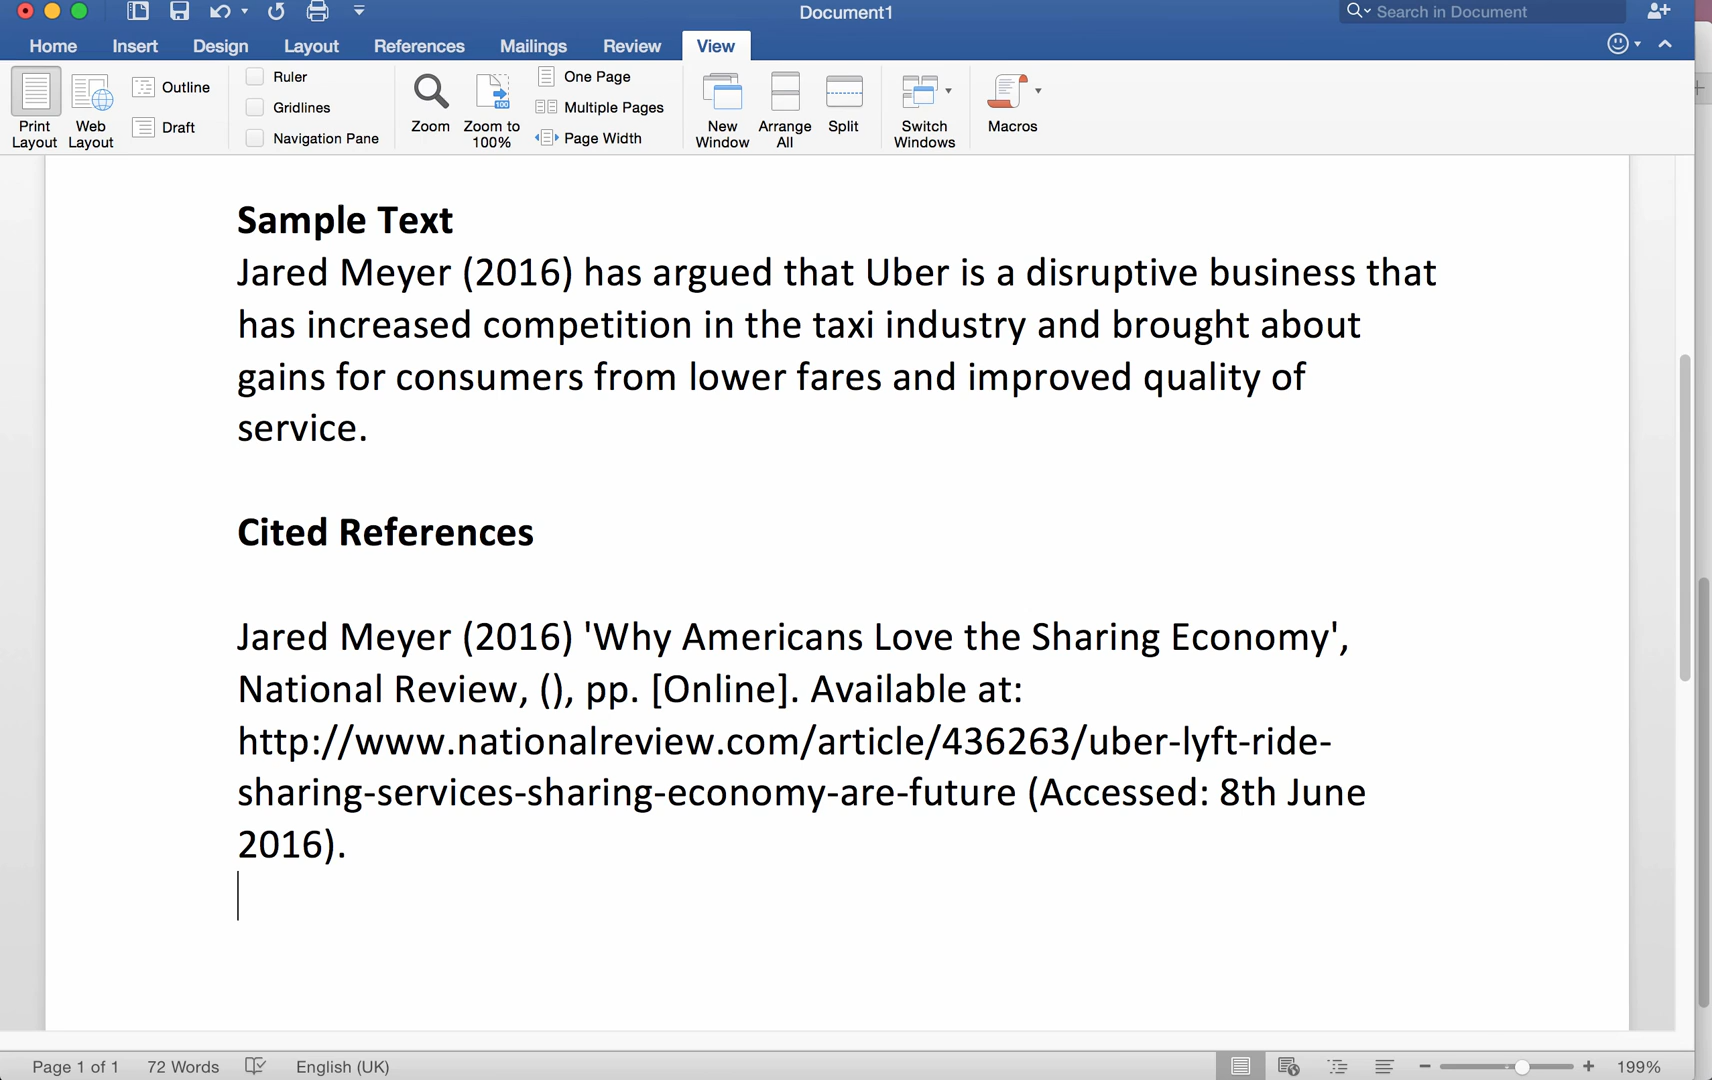 Document1
Search in Document
Home Insert Design Layout References Mailings Review View
Print Layout
Web Layout
Outline
Draft
Ruler
Gridlines
Navigation Pane
Zoom
Zoom to 100%
100
One Page
Multiple Pages
Page Width
New Window
Arrange All
Split
Switch Windows
Macros
Sample Text
Jared Meyer (2016) has argued that Uber is a disruptive business that
has increased competition in the taxi industry and brought about
gains for consumers from lower fares and improved quality of
service.
Cited References
Jared Meyer (2016) 'Why Americans Love the Sharing Economy',
National Review, (), pp. [Online]. Available at:
http://www.nationalreview.com/article/436263/uber-lyft-ride-
sharing-services-sharing-economy-are-future (Accessed: 8th June
2016).
Page 1 of 1 72 Words English (UK) 199%